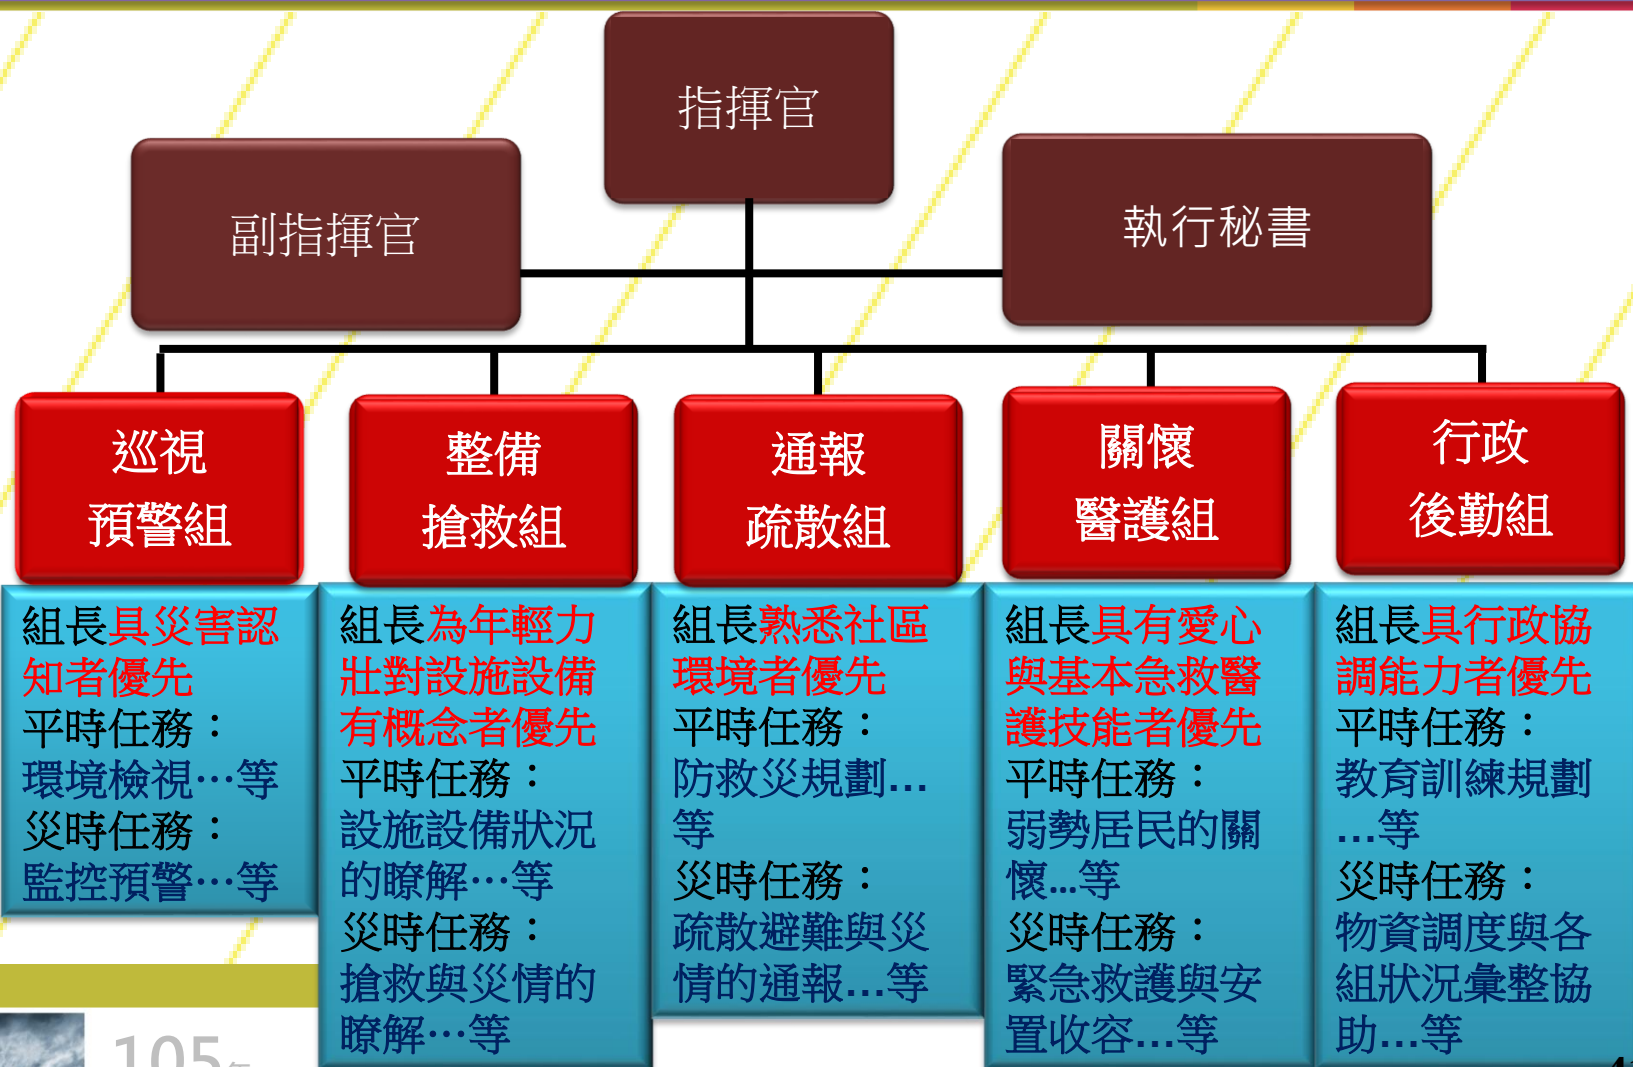 指揮官
副指揮官
執行秘書
巡視
預警組
整備
搶救組
通報
疏散組
關懷
醫護組
行政
後勤組
組長具災害認
知者優先
平時任務：
環境檢視…等
災時任務：
監控預警…等
組長為年輕力
壯對設施設備
有概念者優先
平時任務：
設施設備狀況
的瞭解…等
災時任務：
搶救與災情的
瞭解…等
組長熟悉社區
環境者優先
平時任務：
防救災規劃...
等
災時任務：
疏散避難與災
情的通報...等
組長具有愛心
與基本急救醫
護技能者優先
平時任務：
弱勢居民的關
懷...等
災時任務：
緊急救護與安
置收容...等
組長具行政協
調能力者優先
平時任務：
教育訓練規劃
...等
災時任務：
物資調度與各
組狀況彙整協
助...等
105年